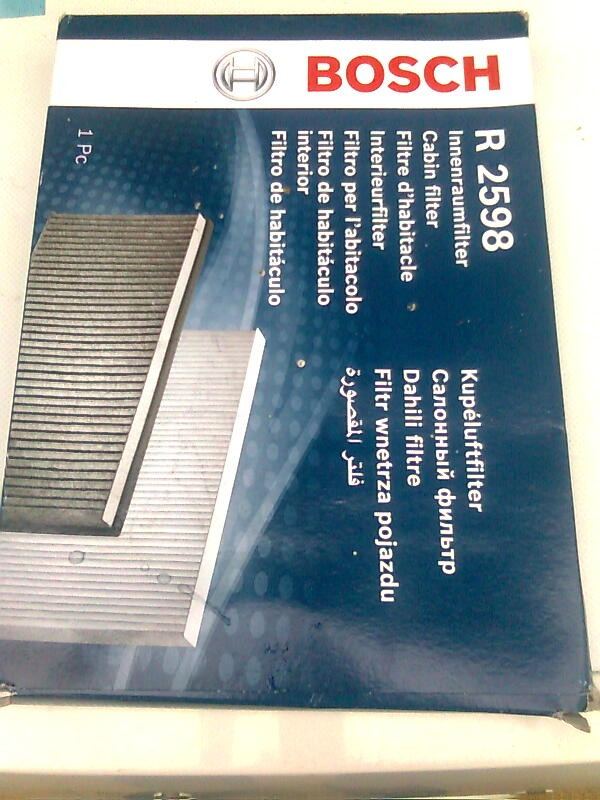 BOSCH
R 2598
Innenraumfilter
Cabin filter
Filtre d'habitacle
Interieurfilter
Filtro per l'abitacolo
Filtro de habitáculo
interior
Filtro de habitáculo
Kupéluftfilter
Салонный фильтр
Dahili filtre
Filtr wnetrza pojazdu
فلتر المقصورة
1 Pc